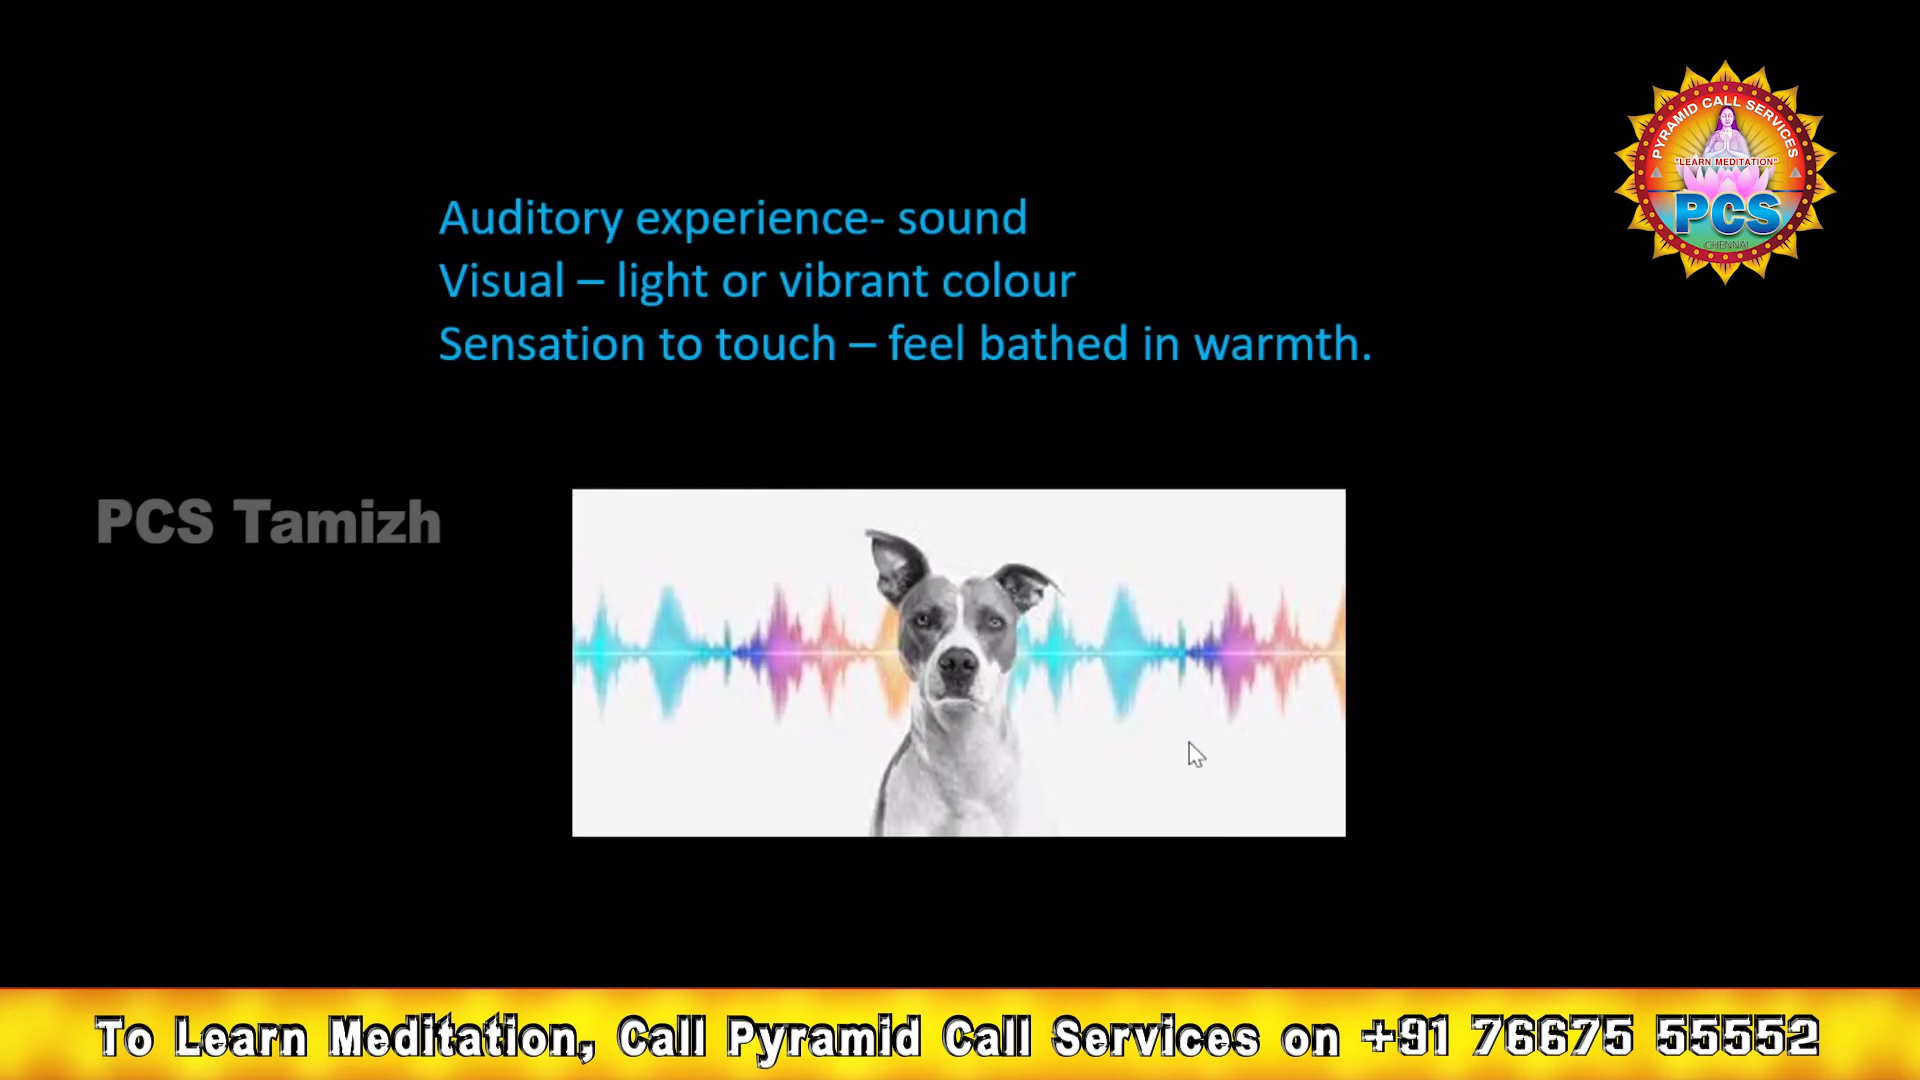 PYRAMID CALL SERVICES
"LEARN MEDITATION"
PCS
CHENNAI
Auditory experience- sound
Visual – light or vibrant colour
Sensation to touch – feel bathed in warmth.
PCS Tamizh
To Learn Meditation, Call Pyramid Call Services on +91 76675 55552